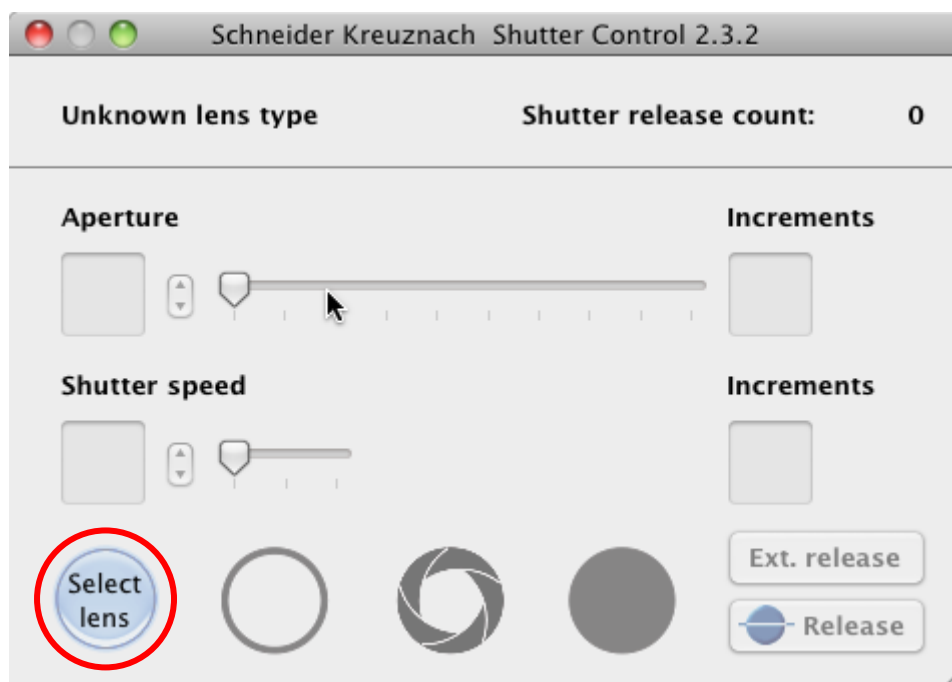 Schneider Kreuznach  Shutter Control 2.3.2
Unknown lens type
Shutter release count: 0
Aperture
Increments
Shutter speed
Increments
Select
lens
Ext. release
Release